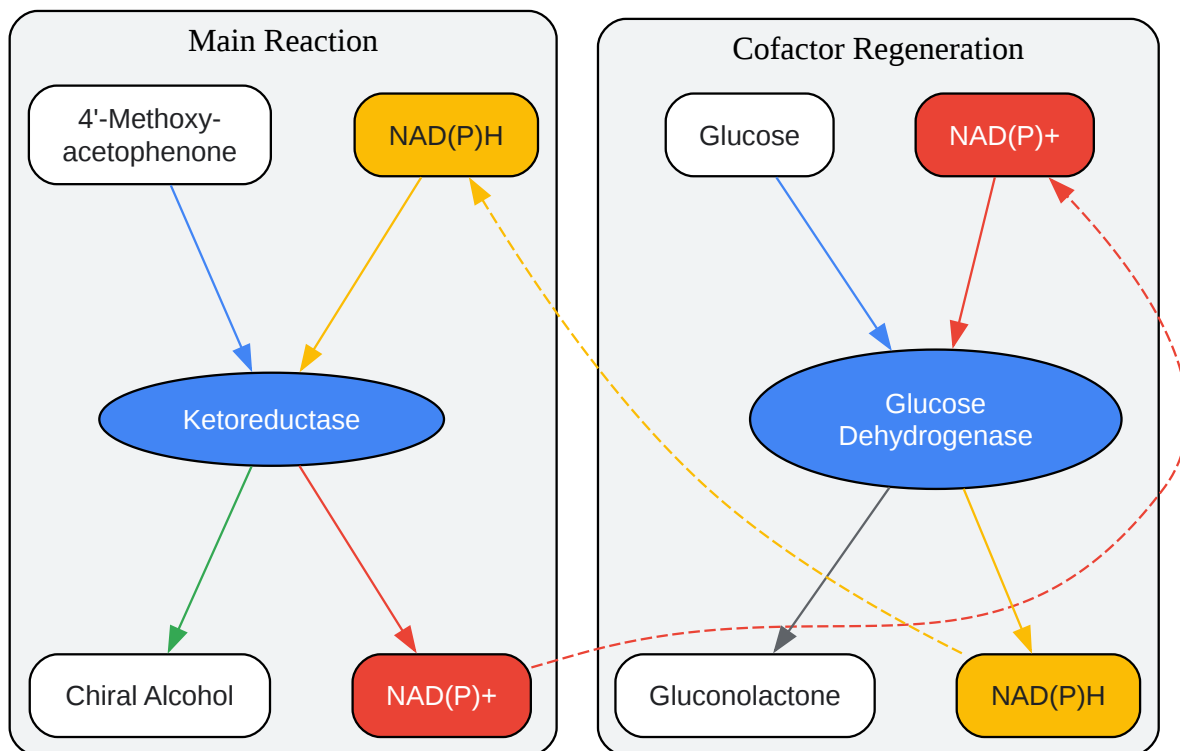 Main Reaction
4'-Methoxy-
acetophenone
NAD(P)H
Ketoreductase
Chiral Alcohol
NAD(P)+
Cofactor Regeneration
Glucose
NAD(P)+
Glucose
Dehydrogenase
Gluconolactone
NAD(P)H